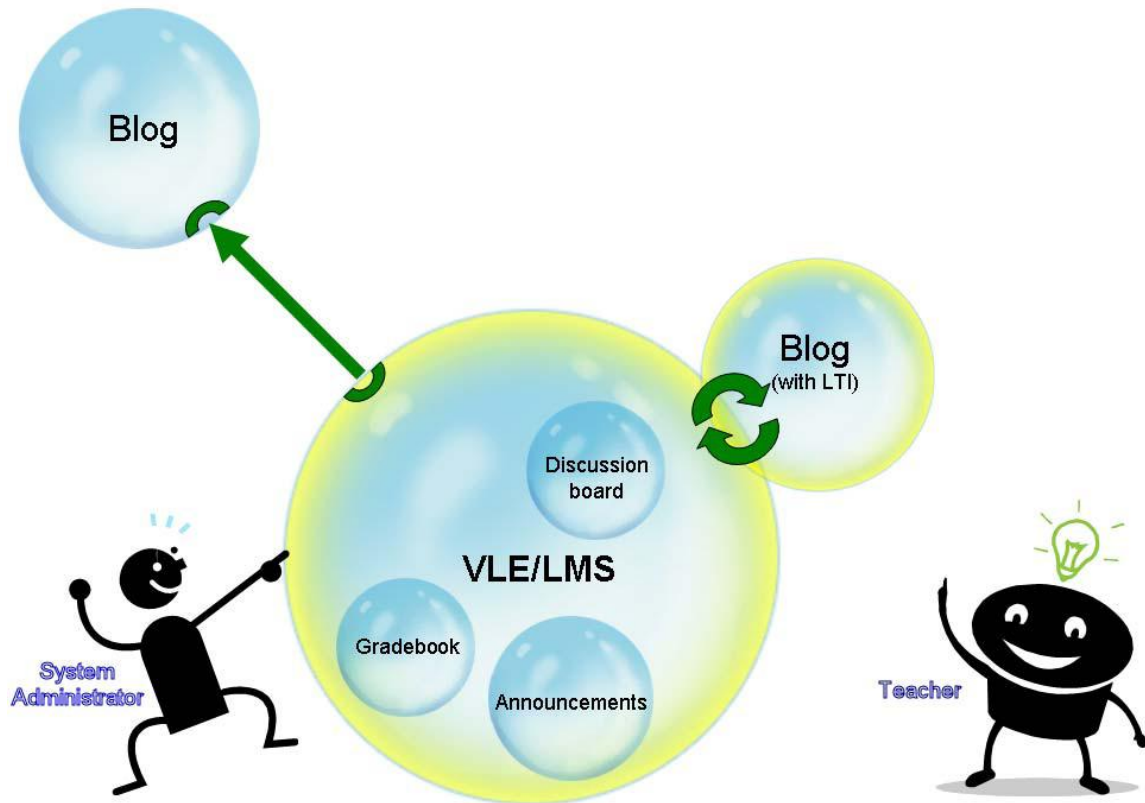 Blog
Blog
(with LTI)
Discussion
board
VLE/LMS
Gradebook
Announcements
System
Administrator
Teacher